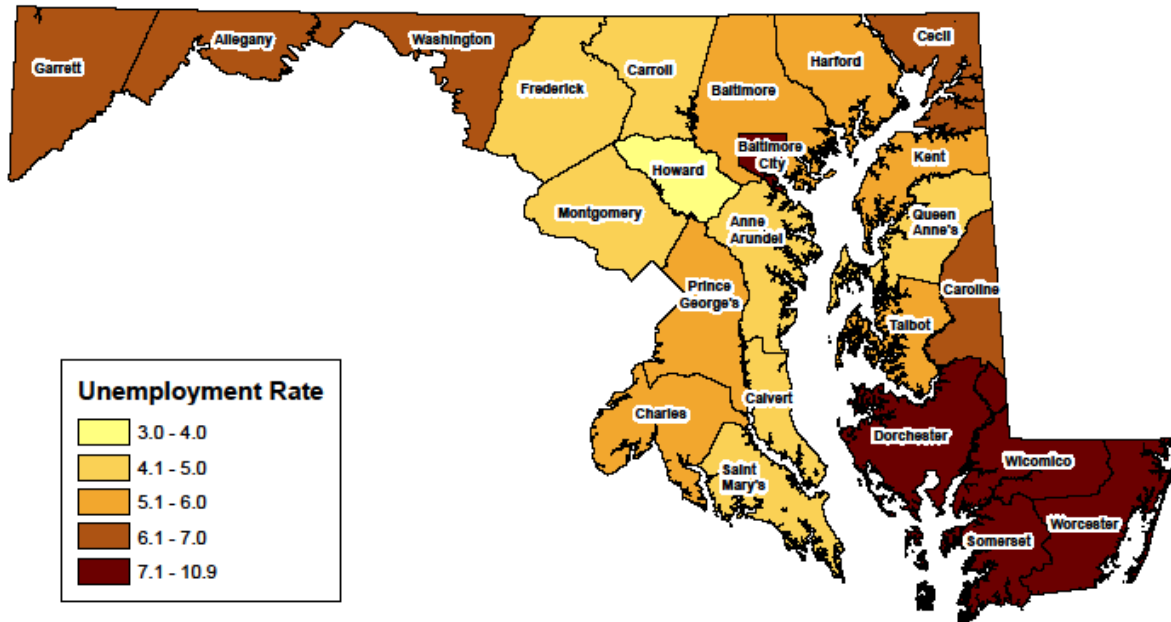 Garrett
Allegany
Washington
Frederick
Carroll
Baltimore
Harford
Cecil
Baltimore
City
Howard
Montgomery
Anne
Arundel
Kent
Queen
Anne's
Prince
George's
Caroline
Talbot
Calvert
Charles
Saint
Mary's
Dorchester
Wicomico
Somerset
Worcester
Unemployment Rate
3.0 - 4.0
4.1 - 5.0
5.1 - 6.0
6.1 - 7.0
7.1 - 10.9